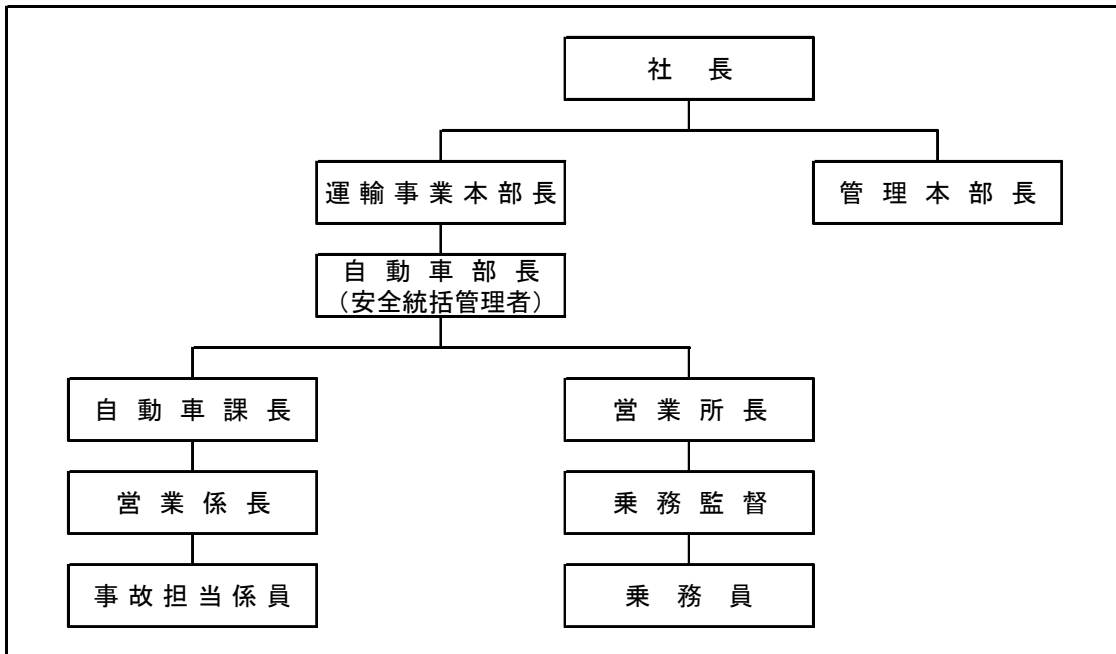 社長
運輸事業本部長
管理本部長
自動車部長
（安全統括管理者）
自動車課長
営業所長
営業係長
乗務監督
事故担当係員
乗務員